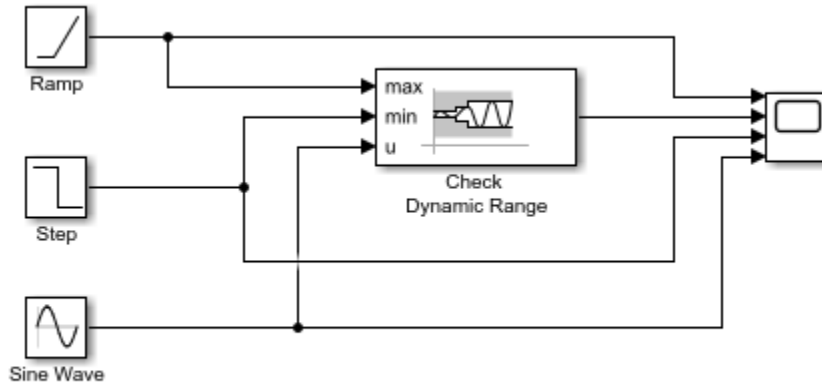 Ramp
max
min
u
Check
Dynamic Range
Step
Sine Wave